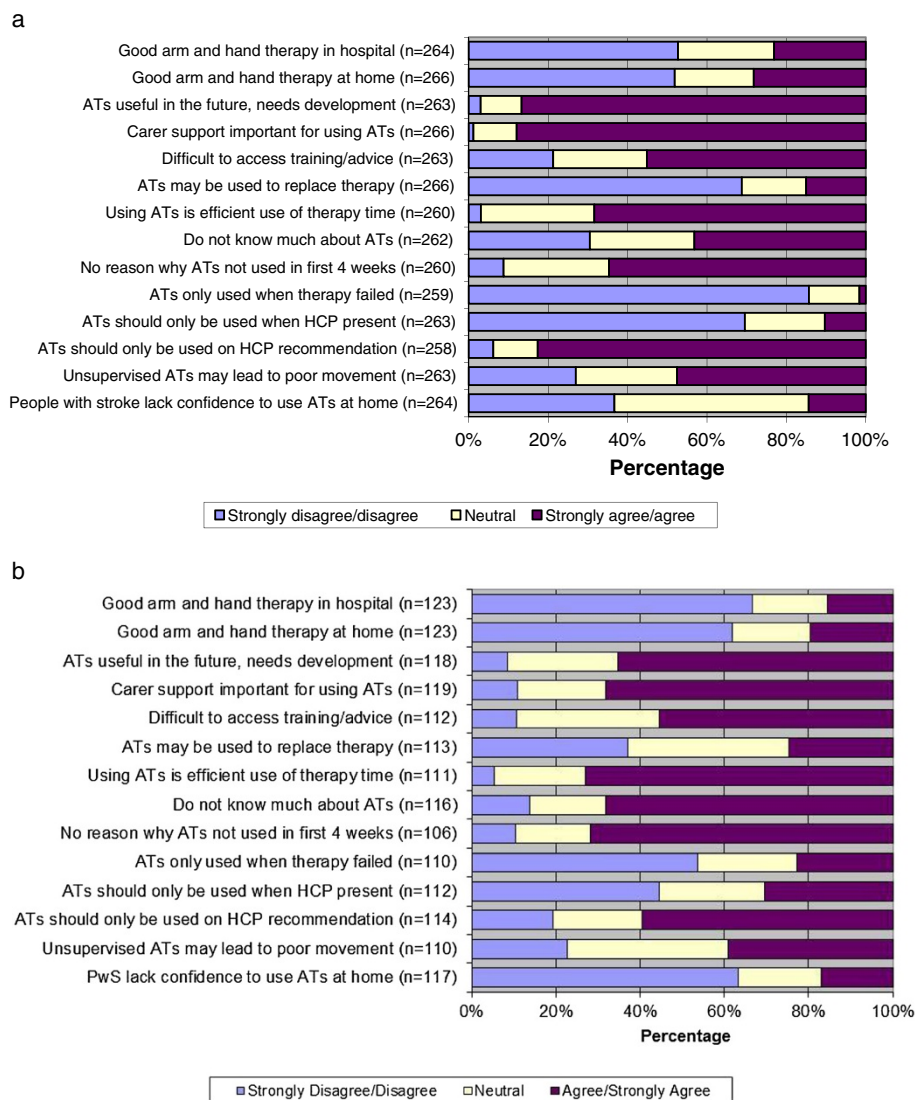 a
Good arm and hand therapy in hospital (n=264)
Good arm and hand therapy at home (n=266)
ATs useful in the future, needs development (n=263)
Carer support important for using ATs (n=266)
Difficult to access training/advice (n=263)
ATs may be used to replace therapy (n=266)
Using ATs is efficient use of therapy time (n=260)
Do not know much about ATs (n=262)
No reason why ATs not used in first 4 weeks (n=260)
ATs only used when therapy failed (n=259)
ATs should only be used when HCP present (n=263)
ATs should only be used on HCP recommendation (n=258)
Unsupervised ATs may lead to poor movement (n=263)
People with stroke lack confidence to use ATs at home (n=264)
0% 20% 40% 60% 80% 100%
Percentage
Strongly disagree/disagree Neutral Strongly agree/agree
b
Good arm and hand therapy in hospital (n=123)
Good arm and hand therapy at home (n=123)
ATs useful in the future, needs development (n=118)
Carer support important for using ATs (n=119)
Difficult to access training/advice (n=112)
ATs may be used to replace therapy (n=113)
Using ATs is efficient use of therapy time (n=111)
Do not know much about ATs (n=116)
No reason why ATs not used in first 4 weeks (n=106)
ATs only used when therapy failed (n=110)
ATs should only be used when HCP present (n=112)
ATs should only be used on HCP recommendation (n=114)
Unsupervised ATs may lead to poor movement (n=110)
PwS lack confidence to use ATs at home (n=117)
0% 20% 40% 60% 80% 100%
Percentage
Strongly Disagree/Disagree Neutral Agree/Strongly Agree